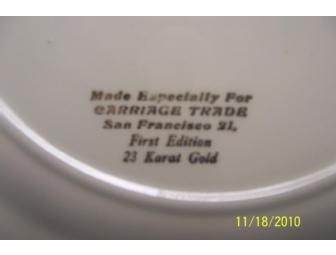 Made Especially For
CARRIAGE TRADE
San Francisco 21,
First Edition
23 Karat Gold
11/18/2010